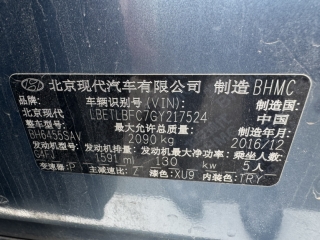 北京现代汽车有限公司 制造 BHMC
品牌: 车辆识别号(VIN): 制造国:
北京现代 LBETLBFC7GY217524 中国
整车型号: 最大允许总质量: 制造年月:
BH6455SAV 2090 kg 2016/12
发动机型号: 发动机排量: 发动机最大净功率: 乘坐人数:
G4FJ 1591 ml 130 kw 5人
变速器: P 主减速比: Z 漆色: XU9 内饰色: TRY